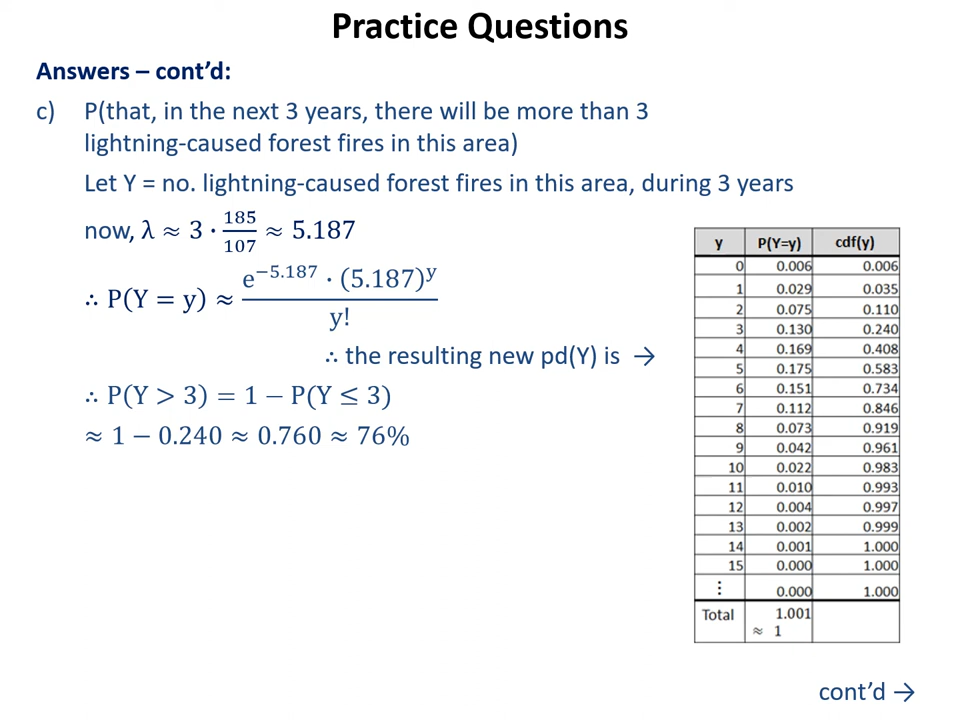 Practice Questions
Answers – cont’d:
c) P(that, in the next 3 years, there will be more than 3
lightning-caused forest fires in this area)
Let Y = no. lightning-caused forest fires in this area, during 3 years
now, λ ≈ 3 · 185/107 ≈ 5.187
∴ P(Y = y) ≈ e^{−5.187} · (5.187)^y / y!
∴ the resulting new pd(Y) is →
∴ P(Y > 3) = 1 − P(Y ≤ 3)
≈ 1 − 0.240 ≈ 0.760 ≈ 76%
y P(Y=y) cdf(y)
0 0.006 0.006
1 0.029 0.035
2 0.075 0.110
3 0.130 0.240
4 0.169 0.408
5 0.175 0.583
6 0.151 0.734
7 0.112 0.846
8 0.073 0.919
9 0.042 0.961
10 0.022 0.983
11 0.010 0.993
12 0.004 0.997
13 0.002 0.999
14 0.001 1.000
15 0.000 1.000
⋮ 0.000 1.000
Total 1.001
≈ 1
cont’d →